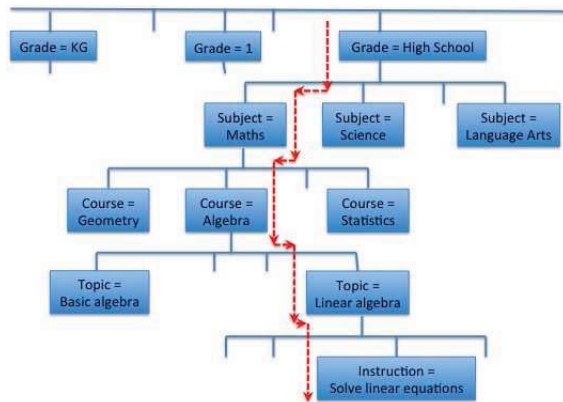 Grade = KG
Grade = 1
Grade = High School
Subject =
Maths
Subject =
Science
Subject =
Language Arts
Course =
Geometry
Course =
Algebra
Course =
Statistics
Topic =
Basic algebra
Topic =
Linear algebra
Instruction =
Solve linear equations